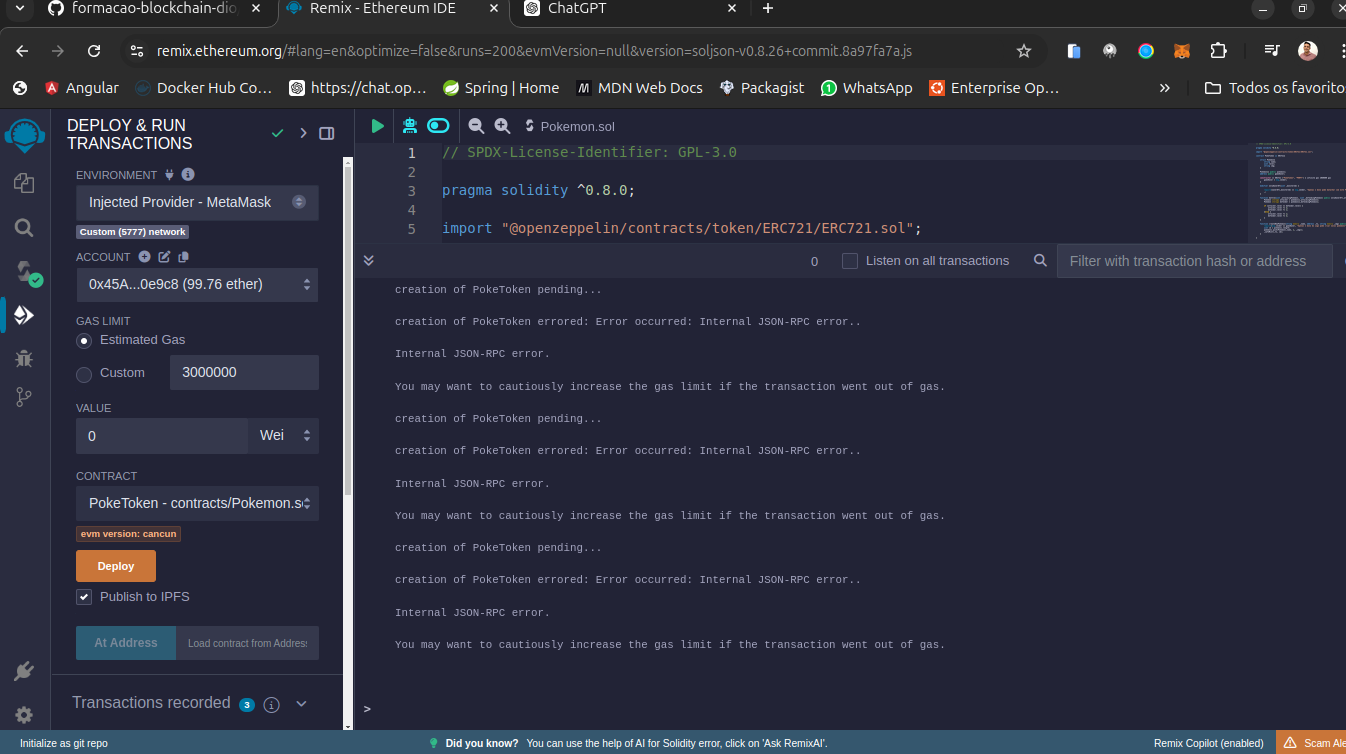 formacao-blockchain-dio
Remix - Ethereum IDE
ChatGPT
remix.ethereum.org/#lang=en&optimize=false&runs=200&evmVersion=null&version=soljson-v0.8.26+commit.8a97fa7a.js
Angular
Docker Hub Co...
https://chat.op...
Spring | Home
MDN Web Docs
Packagist
WhatsApp
Enterprise Op...
Todos os favorito
DEPLOY & RUN
TRANSACTIONS
ENVIRONMENT
Injected Provider - MetaMask
Custom (5777) network
ACCOUNT
0x45A...0e9c8 (99.76 ether)
GAS LIMIT
Estimated Gas
Custom
3000000
VALUE
0
Wei
CONTRACT
PokeToken - contracts/Pokemon.s
evm version: cancun
Deploy
Publish to IPFS
At Address
Load contract from Address
Transactions recorded 3
Pokemon.sol
1 // SPDX-License-Identifier: GPL-3.0
2
3 pragma solidity ^0.8.0;
4
5 import "@openzeppelin/contracts/token/ERC721/ERC721.sol";
0
Listen on all transactions
Filter with transaction hash or address
creation of PokeToken pending...
creation of PokeToken errored: Error occurred: Internal JSON-RPC error..
Internal JSON-RPC error.
You may want to cautiously increase the gas limit if the transaction went out of gas.
creation of PokeToken pending...
creation of PokeToken errored: Error occurred: Internal JSON-RPC error..
Internal JSON-RPC error.
You may want to cautiously increase the gas limit if the transaction went out of gas.
creation of PokeToken pending...
creation of PokeToken errored: Error occurred: Internal JSON-RPC error..
Internal JSON-RPC error.
You may want to cautiously increase the gas limit if the transaction went out of gas.
>
Initialize as git repo
Did you know? You can use the help of AI for Solidity error, click on 'Ask RemixAI'.
Remix Copilot (enabled)
Scam Ale